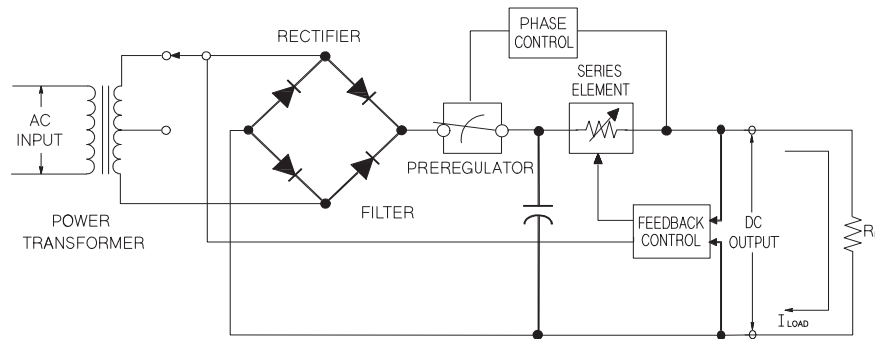 PHASE
CONTROL
RECTIFIER
SERIES
ELEMENT
AC
INPUT
PREREGULATOR
FILTER
POWER
TRANSFORMER
FEEDBACK
CONTROL
DC
OUTPUT
R
I LOAD